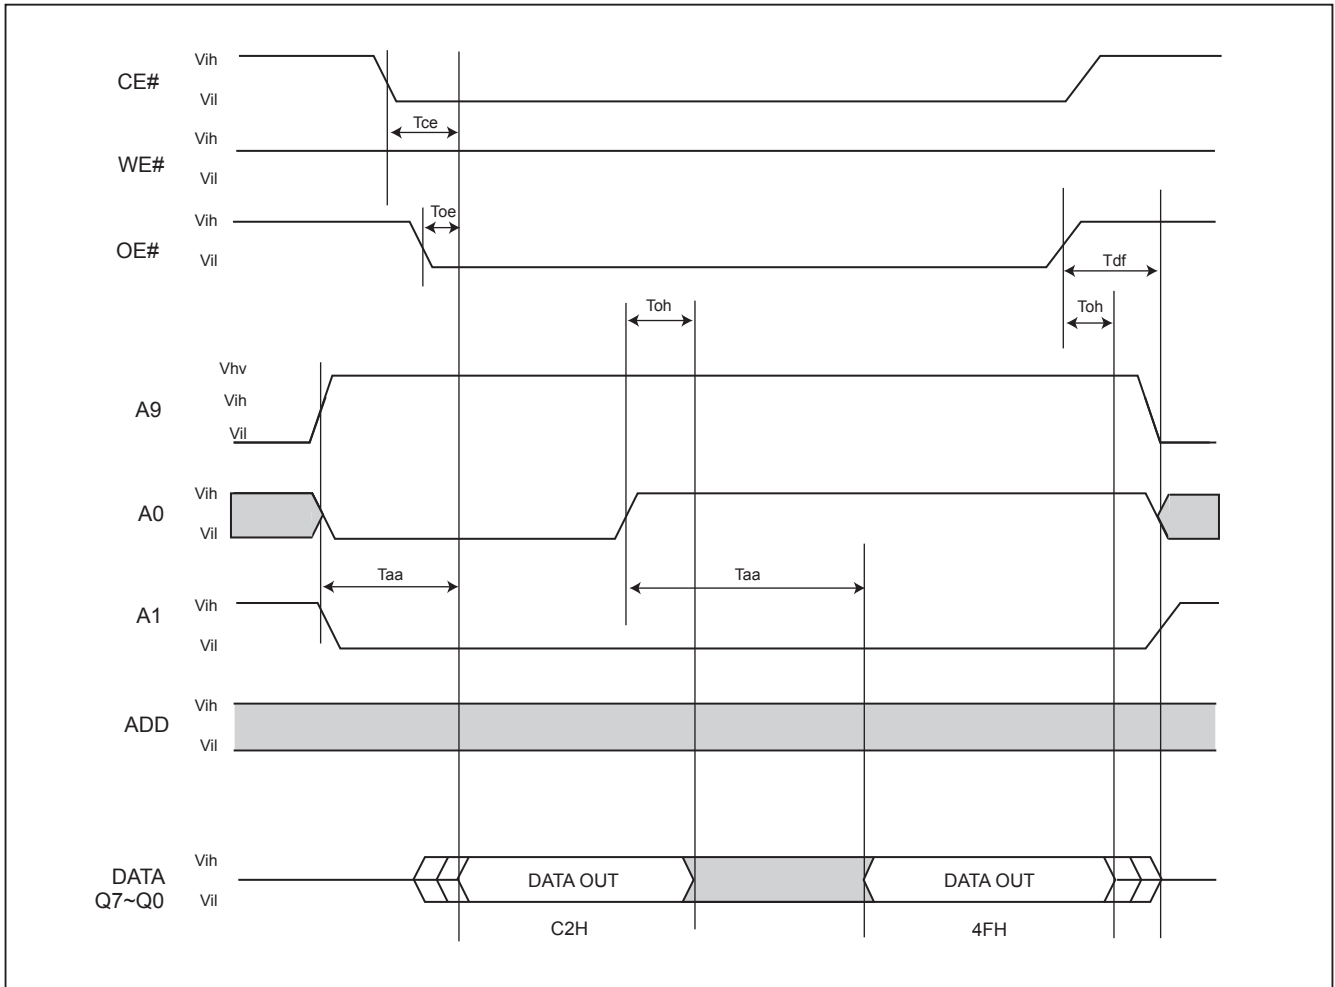 Vih
CE#
Vil
Tce
Vih
WE#
Vil
Toe
Vih
OE#
Vil
Tdf
Toh
Toh
Vhv
Vih
A9
Vil
Vih
A0
Vil
Taa
Taa
Vih
A1
Vil
Vih
ADD
Vil
Vih
DATA
Q7~Q0
Vil
DATA OUT
DATA OUT
C2H
4FH